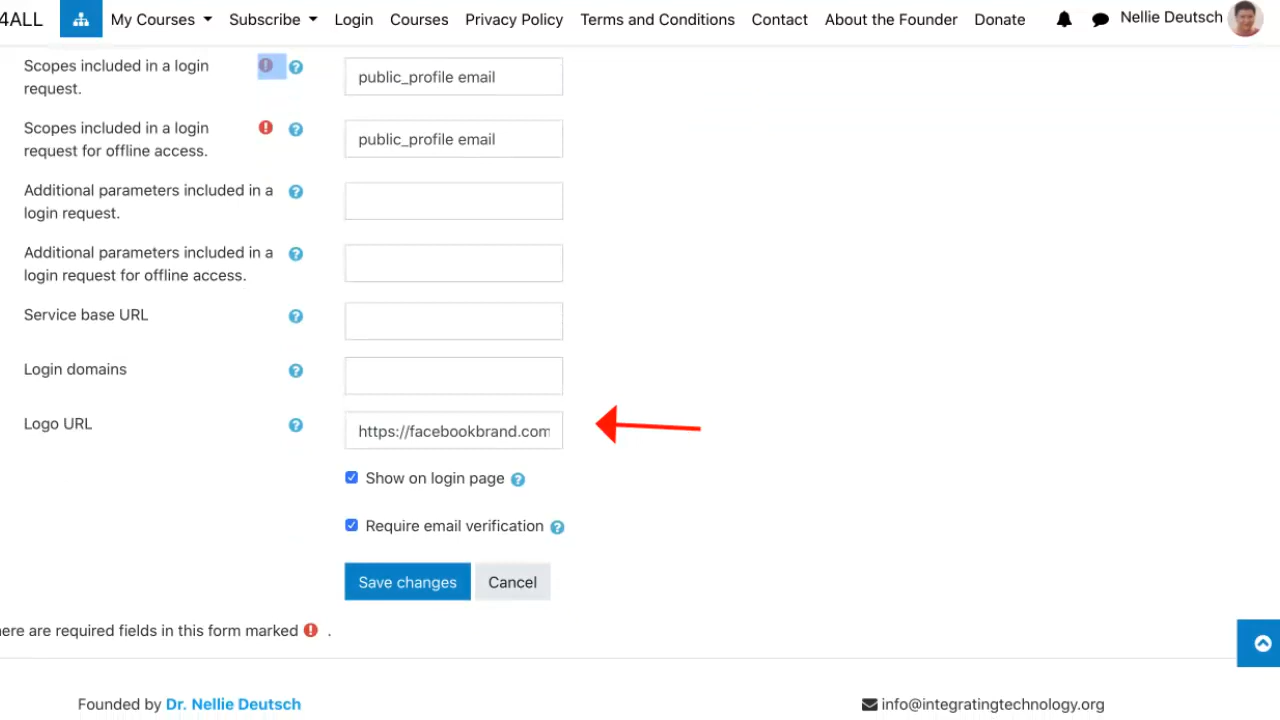 4ALL My Courses Subscribe Login Courses Privacy Policy Terms and Conditions Contact About the Founder Donate Nellie Deutsch
Scopes included in a login
request.
public_profile email
Scopes included in a login
request for offline access.
public_profile email
Additional parameters included in a
login request.
Additional parameters included in a
login request for offline access.
Service base URL
Login domains
Logo URL
https://facebookbrand.com
Show on login page
Require email verification
Save changes Cancel
ere are required fields in this form marked .
Founded by Dr. Nellie Deutsch info@integratingtechnology.org